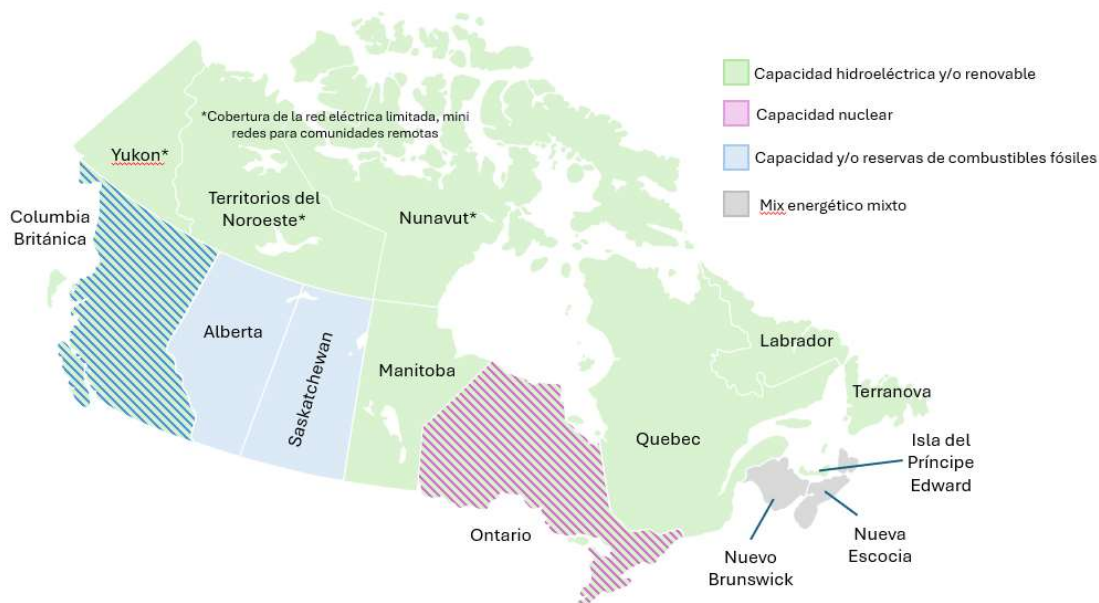 Capacidad hidroeléctrica y/o renovable
Capacidad nuclear
Capacidad y/o reservas de combustibles fósiles
Mix energético mixto
*Cobertura de la red eléctrica limitada, mini
redes para comunidades remotas
Yukon*
Territorios del
Noroeste*
Nunavut*
Columbia
Británica
Alberta
Saskatchewan
Manitoba
Ontario
Quebec
Labrador
Terranova
Isla del
Príncipe
Edward
Nueva
Escocia
Nuevo
Brunswick